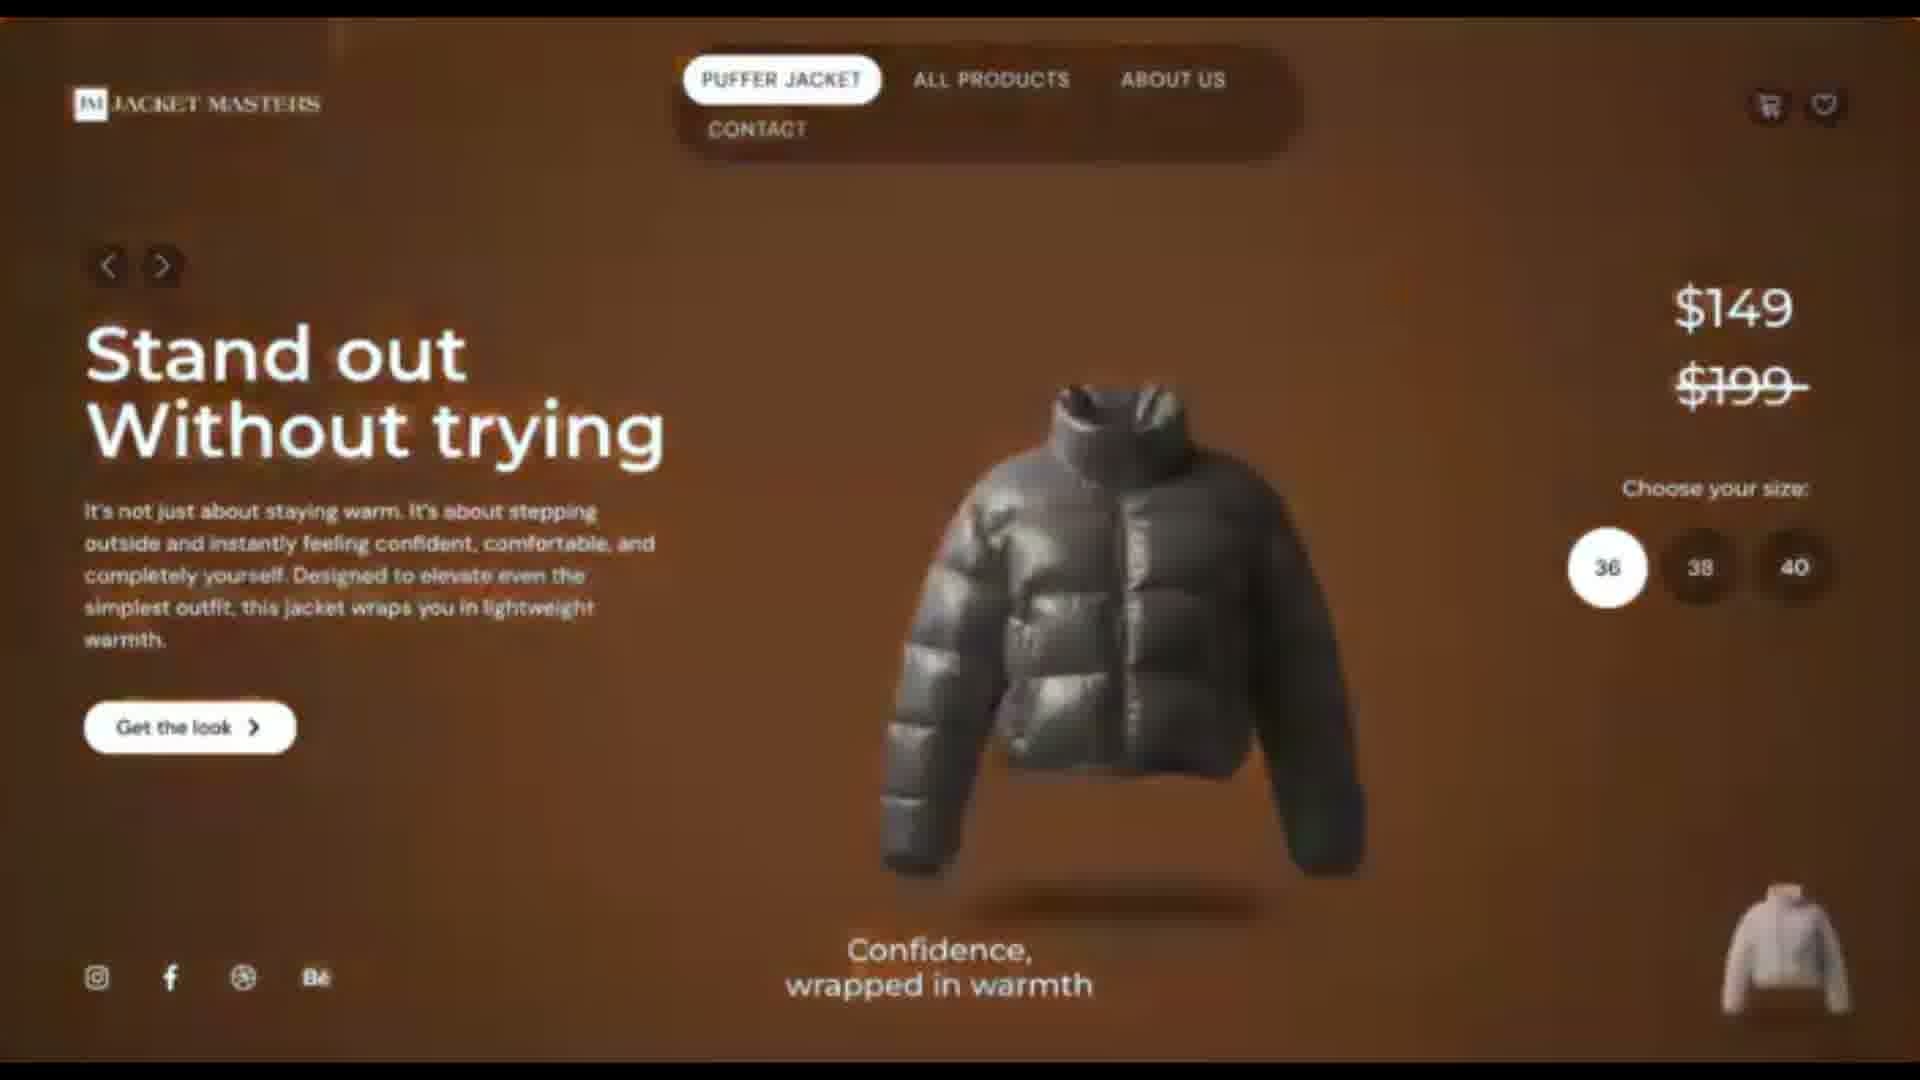 JM JACKET MASTERS
PUFFER JACKET ALL PRODUCTS ABOUT US
CONTACT
Stand out
Without trying
It's not just about staying warm. It's about stepping
outside and instantly feeling confident, comfortable, and
completely yourself. Designed to elevate even the
simplest outfit, this jacket wraps you in lightweight
warmth.
Get the look
$149
$199
Choose your size:
36 38 40
Confidence,
wrapped in warmth
Bē